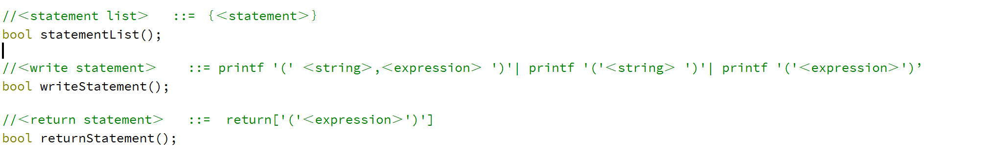 //＜statement list＞   ::= ｛＜statement＞｝
bool statementList();
//＜write statement＞    ::= printf '(' ＜string＞,＜expression＞ ')'| printf '('＜string＞ ')'| printf '('＜expression＞')’
bool writeStatement();
//＜return statement＞   ::=  return['('＜expression＞')']
bool returnStatement();